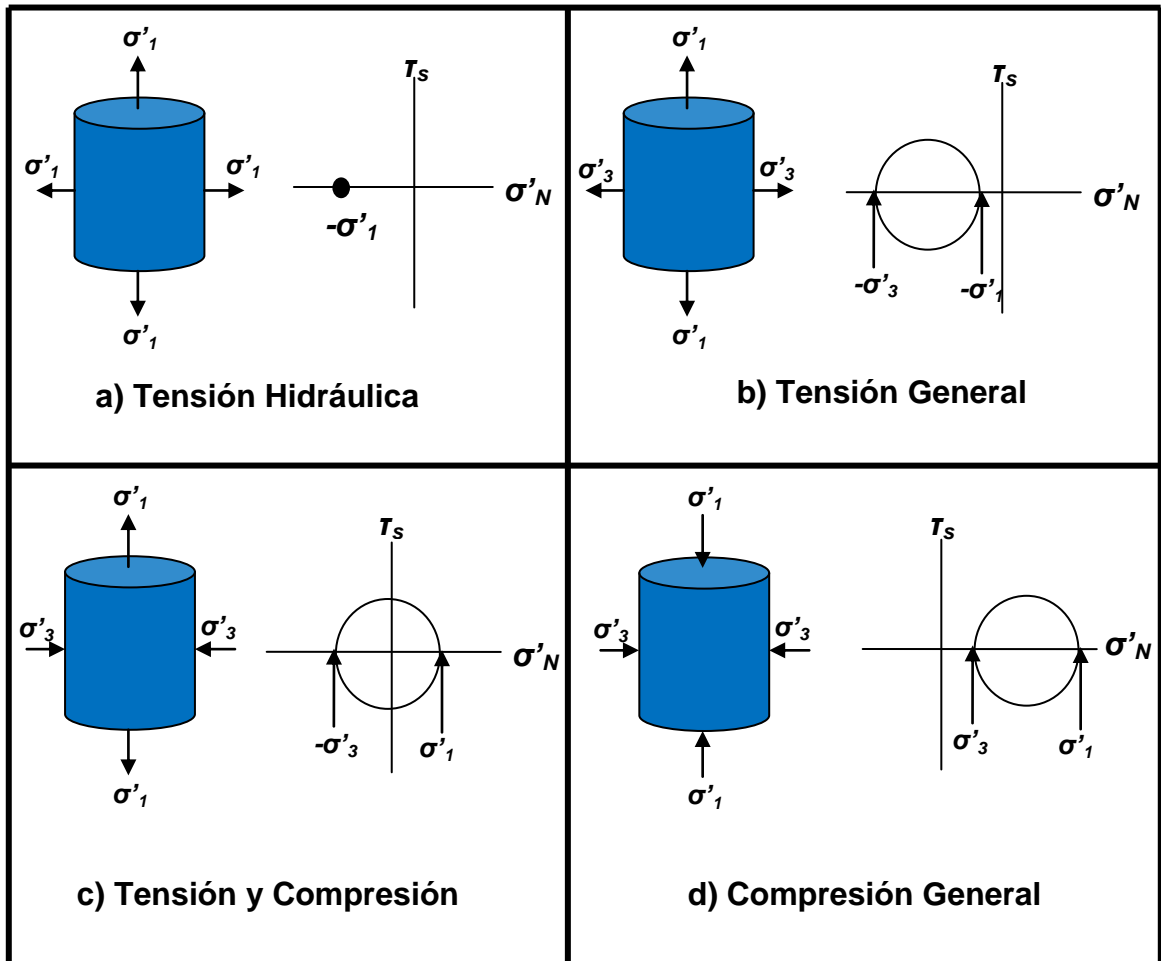 σ'₁
τₛ
σ'₁
σ'₁
σ'N
-σ'₁
σ'₁
a) Tensión Hidráulica
σ'₁
τₛ
σ'₃
σ'₃
σ'N
-σ'₃
-σ'₁
σ'₁
b) Tensión General
σ'₁
τₛ
σ'₃
σ'₃
σ'N
-σ'₃
σ'₁
σ'₁
c) Tensión y Compresión
σ'₁
τₛ
σ'₃
σ'₃
σ'N
σ'₃
σ'₁
σ'₁
d) Compresión General